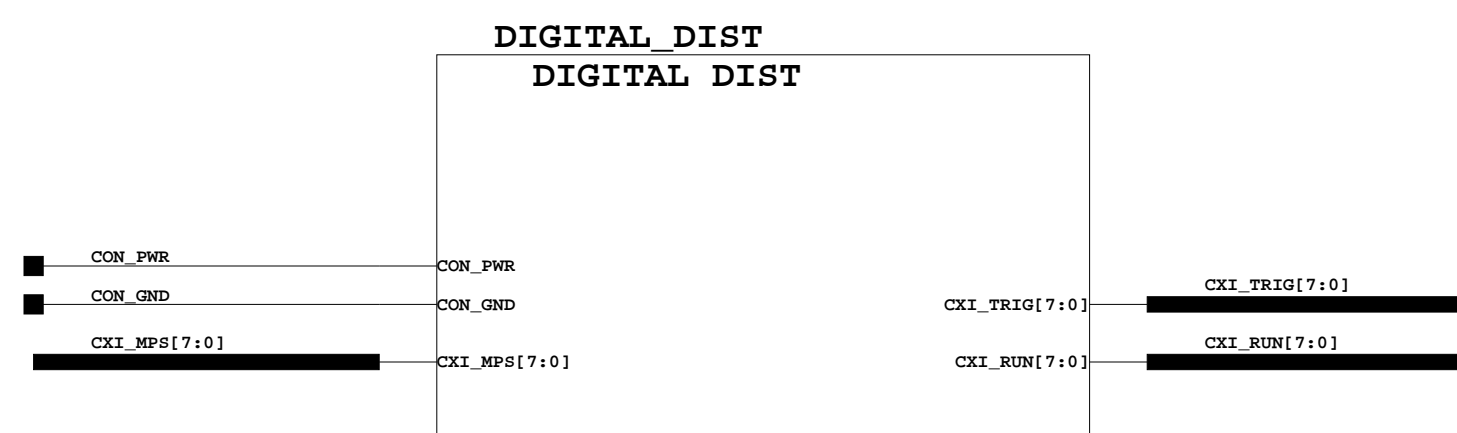 DIGITAL_DIST
DIGITAL DIST
CON_PWR
CON_PWR
CON_GND
CON_GND
CXI_MPS[7:0]
CXI_MPS[7:0]
CXI_TRIG[7:0]
CXI_TRIG[7:0]
CXI_RUN[7:0]
CXI_RUN[7:0]